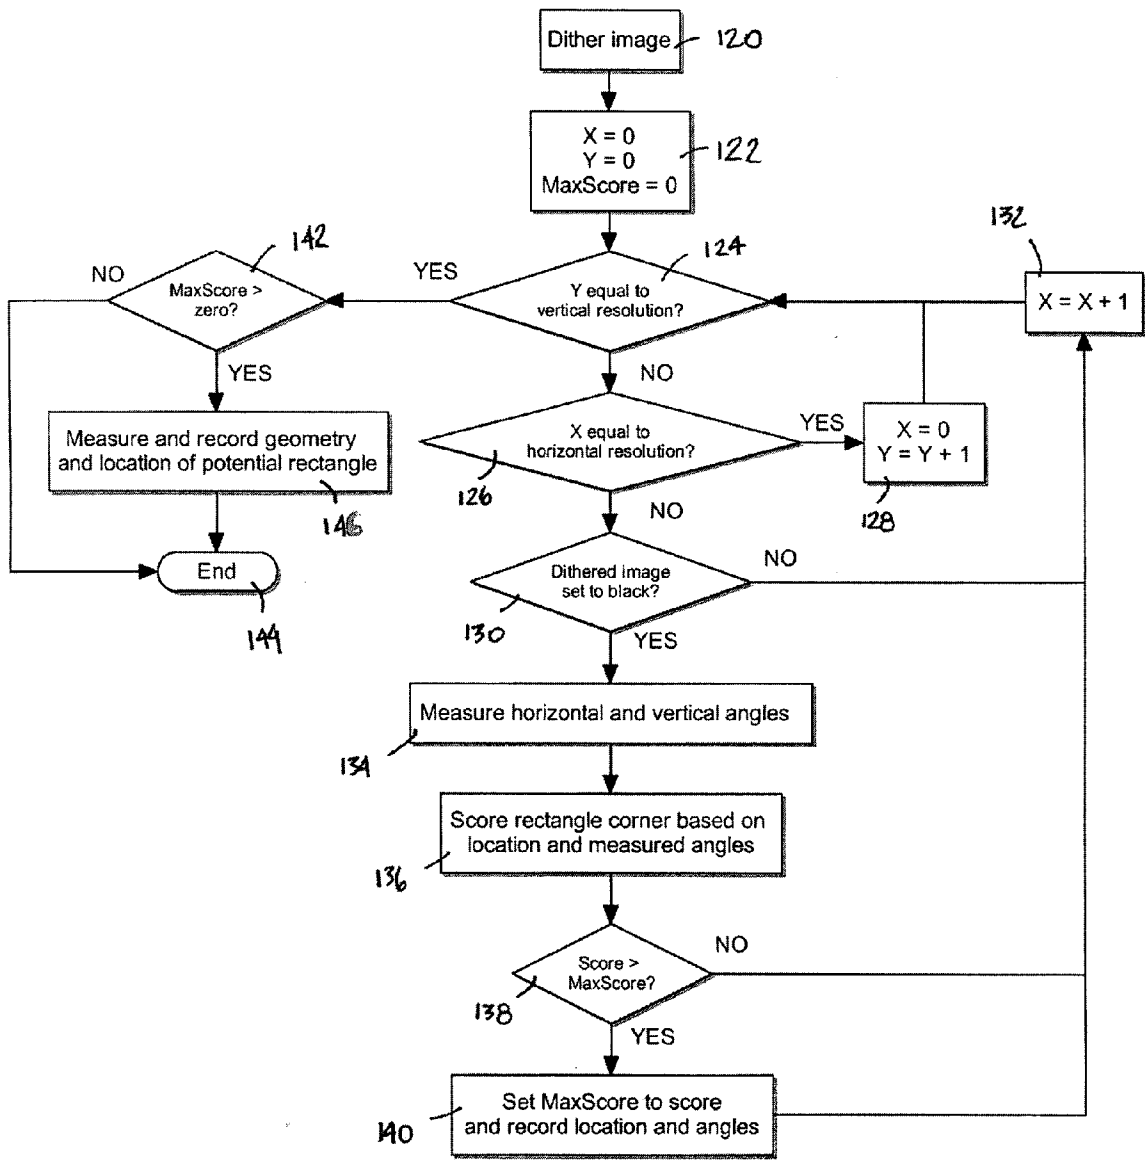 Dither image
120
X = 0
Y = 0
MaxScore = 0
122
132
X = X + 1
142
NO
MaxScore >
zero?
YES
124
Y equal to
vertical resolution?
YES
NO
Measure and record geometry
and location of potential rectangle
146
X equal to
horizontal resolution?
126
YES
X = 0
Y = Y + 1
128
NO
End
144
Dithered image
set to black?
130
NO
YES
Measure horizontal and vertical angles
134
Score rectangle corner based on
location and measured angles
136
Score >
MaxScore?
138
NO
YES
Set MaxScore to score
and record location and angles
140